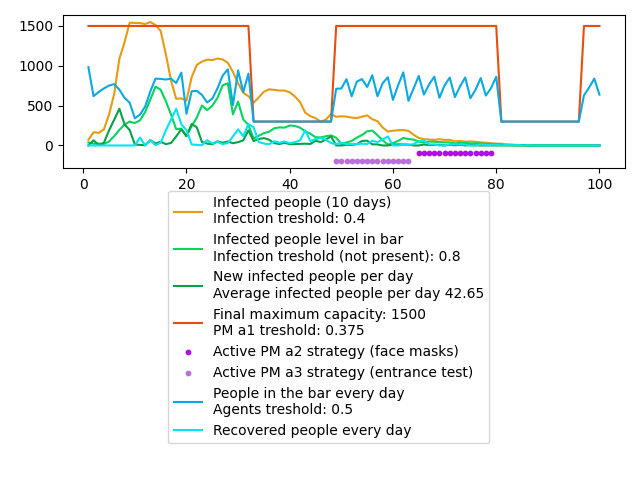 1500
1000
500
0
0
20
40
60
80
100
Infected people (10 days)
Infection treshold: 0.4
Infected people level in bar
Infection treshold (not present): 0.8
New infected people per day
Average infected people per day 42.65
Final maximum capacity: 1500
PM a1 treshold: 0.375
Active PM a2 strategy (face masks)
Active PM a3 strategy (entrance test)
People in the bar every day
Agents treshold: 0.5
Recovered people every day